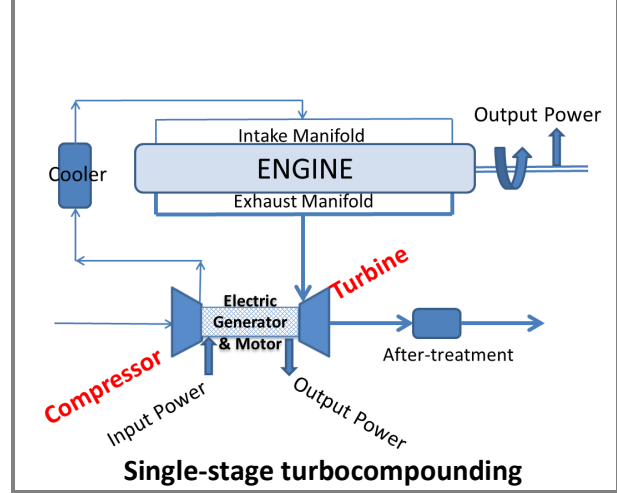 Output Power
Intake Manifold
Cooler
ENGINE
Exhaust Manifold
Turbine
Electric
Generator
& Motor
After-treatment
Compressor
Input Power
Output Power
Single-stage turbocompounding